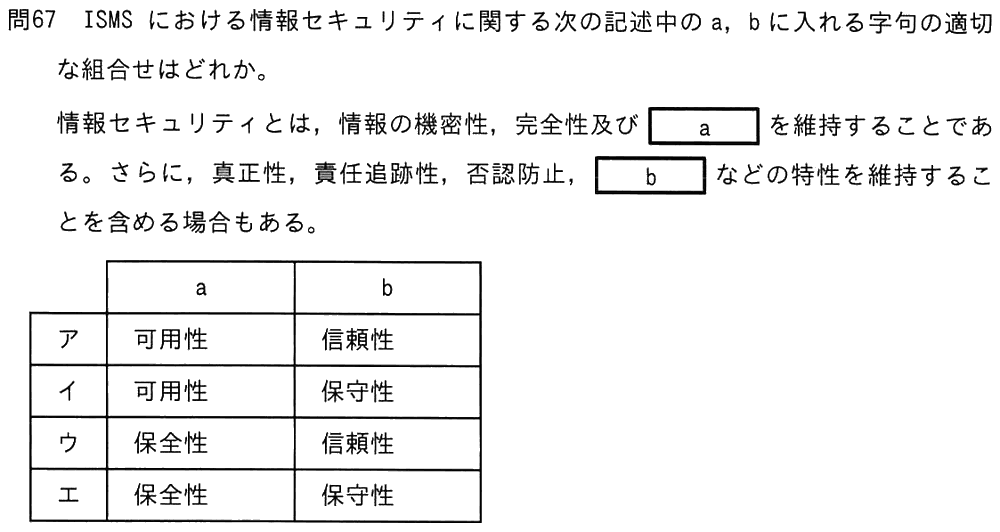 問67 ISMS における情報セキュリティに関する次の記述中の a，b に入れる字句の適切
な組合せはどれか。
情報セキュリティとは，情報の機密性，完全性及び a を維持することであ
る。さらに，真正性，責任追跡性，否認防止， b などの特性を維持するこ
とを含める場合もある。
a b
ア 可用性 信頼性
イ 可用性 保守性
ウ 保全性 信頼性
エ 保全性 保守性